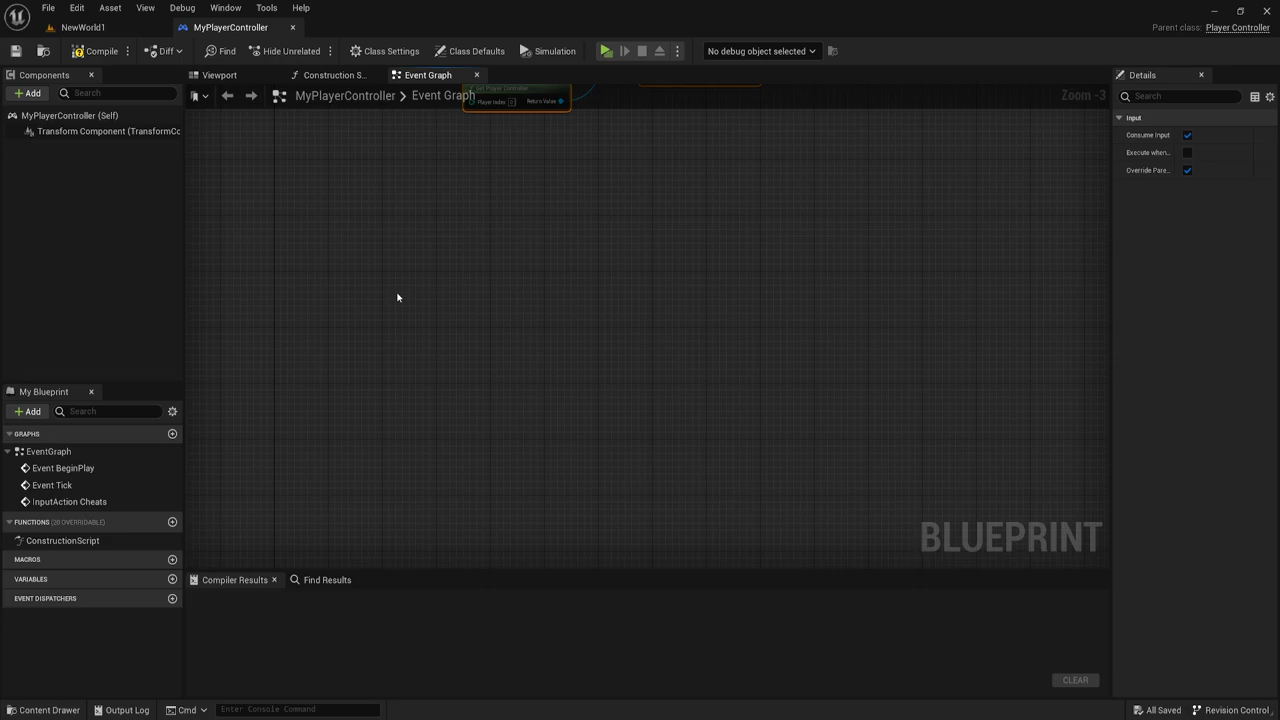 File Edit Asset View Debug Window Tools Help
NewWorld1
MyPlayerController
Parent class: Player Controller
Compile
Diff
Find
Hide Unrelated
Class Settings
Class Defaults
Simulation
No debug object selected
Components
Viewport
Construction S...
Event Graph
Details
Add
Search
MyPlayerController > Event Graph
Get Player Controller
Player Index 0
Return Value
Zoom -3
Search
MyPlayerController (Self)
Transform Component (TransformCo
Input
Consume Input
Execute when...
Override Pare...
My Blueprint
Add
Search
GRAPHS
EventGraph
Event BeginPlay
Event Tick
InputAction Cheats
FUNCTIONS (20 OVERRIDABLE)
ConstructionScript
MACROS
VARIABLES
EVENT DISPATCHERS
BLUEPRINT
Compiler Results
Find Results
CLEAR
Content Drawer
Output Log
Cmd
Enter Console Command
All Saved
Revision Control